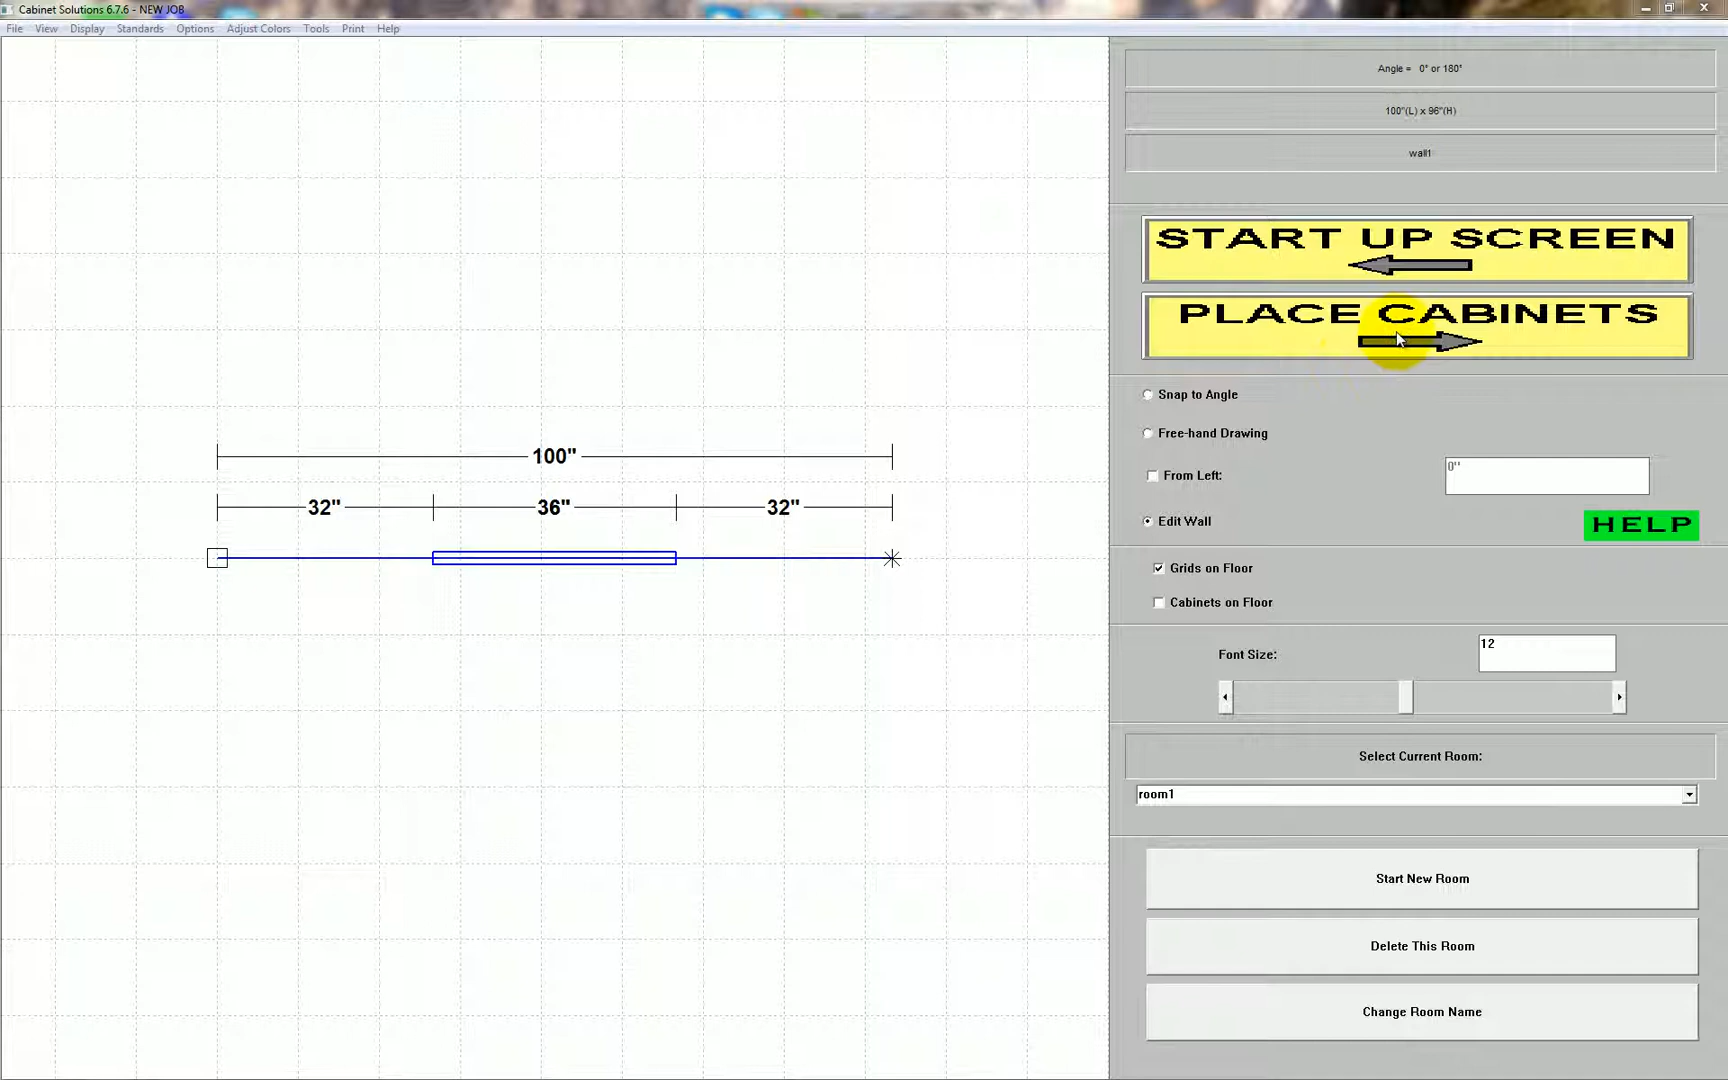 Cabinet Solutions 6.7.6 - NEW JOB
File View Display Standards Options Adjust Colors Tools Print Help
Angle = 0° or 180°
100"(L) x 96"(H)
wall1
START UP SCREEN
PLACE CABINETS
Snap to Angle
Free-hand Drawing
From Left:
0"
Edit Wall
HELP
Grids on Floor
Cabinets on Floor
Font Size:
12
Select Current Room:
room1
Start New Room
Delete This Room
Change Room Name
100"
32" 36" 32"